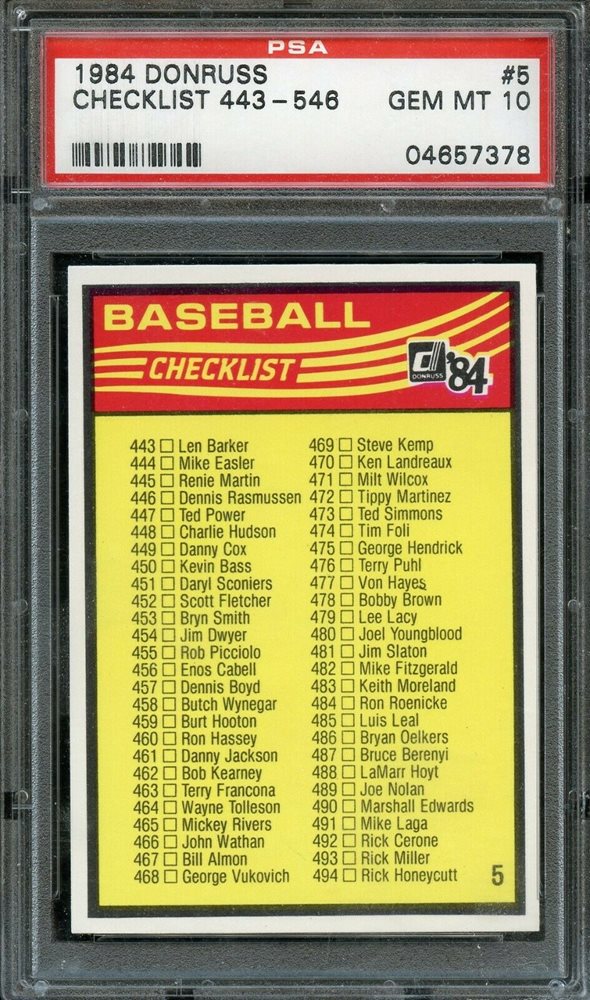 PSA
1984 DONRUSS #5
CHECKLIST 443-546 GEM MT 10
04657378
BASEBALL
CHECKLIST
DONRUSS '84
443 Len Barker
444 Mike Easler
445 Renie Martin
446 Dennis Rasmussen
447 Ted Power
448 Charlie Hudson
449 Danny Cox
450 Kevin Bass
451 Daryl Sconiers
452 Scott Fletcher
453 Bryn Smith
454 Jim Dwyer
455 Rob Picciolo
456 Enos Cabell
457 Dennis Boyd
458 Butch Wynegar
459 Burt Hooton
460 Ron Hassey
461 Danny Jackson
462 Bob Kearney
463 Terry Francona
464 Wayne Tolleson
465 Mickey Rivers
466 John Wathan
467 Bill Almon
468 George Vukovich
469 Steve Kemp
470 Ken Landreaux
471 Milt Wilcox
472 Tippy Martinez
473 Ted Simmons
474 Tim Foli
475 George Hendrick
476 Terry Puhl
477 Von Hayes
478 Bobby Brown
479 Lee Lacy
480 Joel Youngblood
481 Jim Slaton
482 Mike Fitzgerald
483 Keith Moreland
484 Ron Roenicke
485 Luis Leal
486 Bryan Oelkers
487 Bruce Berenyi
488 LaMarr Hoyt
489 Joe Nolan
490 Marshall Edwards
491 Mike Laga
492 Rick Cerone
493 Rick Miller
494 Rick Honeycutt
5